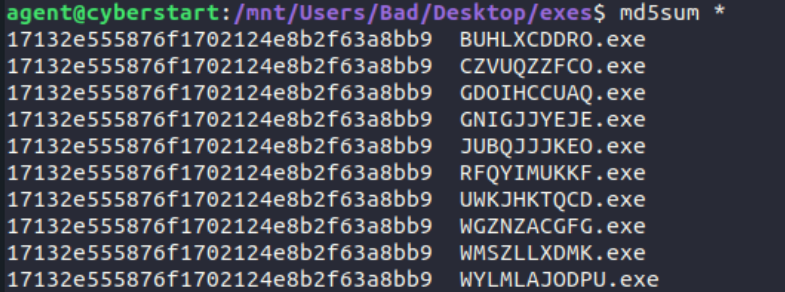 agent@cyberstart:/mnt/Users/Bad/Desktop/exes$ md5sum *
17132e555876f1702124e8b2f63a8bb9  BUHLXCDDRO.exe
17132e555876f1702124e8b2f63a8bb9  CZVUQZZFCO.exe
17132e555876f1702124e8b2f63a8bb9  GDOIHCCUAQ.exe
17132e555876f1702124e8b2f63a8bb9  GNIGJJYEJE.exe
17132e555876f1702124e8b2f63a8bb9  JUBQJJJKEO.exe
17132e555876f1702124e8b2f63a8bb9  RFQYIMUKKF.exe
17132e555876f1702124e8b2f63a8bb9  UWKJHKTQCD.exe
17132e555876f1702124e8b2f63a8bb9  WGZNZACGFG.exe
17132e555876f1702124e8b2f63a8bb9  WMSZLLXDMK.exe
17132e555876f1702124e8b2f63a8bb9  WYLMLAJODPU.exe